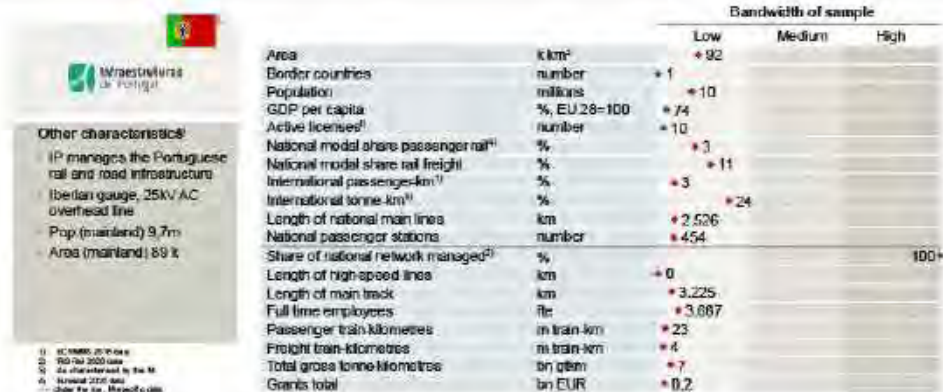 Bandwidth of sample
Low Medium High
Infraestruturas
de Portugal
Other characteristics
IP manages the Portuguese
rail and road infrastructure
Iberian gauge, 25kV AC
overhead line
Pop (mainland) 9,7m
Area (mainland) 89 k
Area k km² 92
Border countries number 1
Population millions 10
GDP per capita %, EU 28=100 74
Active licenses number 10
National modal share passenger rail % 3
National modal share rail freight % 11
International passenger-km % 3
International tonne-km % 24
Length of national main lines km 2.526
National passenger stations number 454
Share of national network managed²⁾ % 100
Length of high-speed lines km 0
Length of main track km 3.225
Full time employees fte 3.667
Passenger train-kilometres m train-km 23
Freight train-kilometres m train-km 4
Total gross tonne-kilometres bn gtkm 7
Grants total bn EUR 0,2